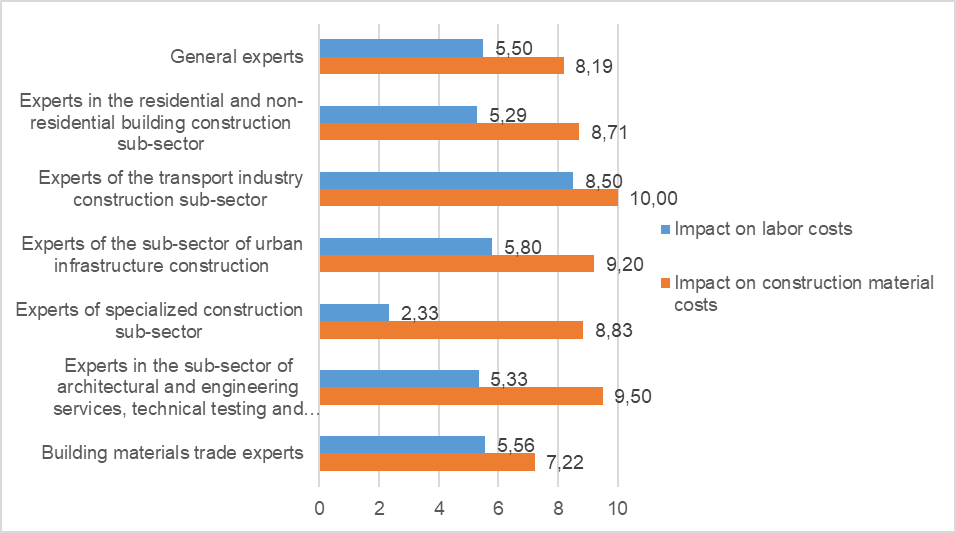 General experts
5,50
8,19
Experts in the residential and non-
residential building construction
sub-sector
5,29
8,71
Experts of the transport industry
construction sub-sector
8,50
10,00
Experts of the sub-sector of urban
infrastructure construction
5,80
9,20
Experts of specialized construction
sub-sector
2,33
8,83
Experts in the sub-sector of
architectural and engineering
services, technical testing and…
5,33
9,50
Building materials trade experts
5,56
7,22
0 2 4 6 8 10
Impact on labor costs
Impact on construction material
costs